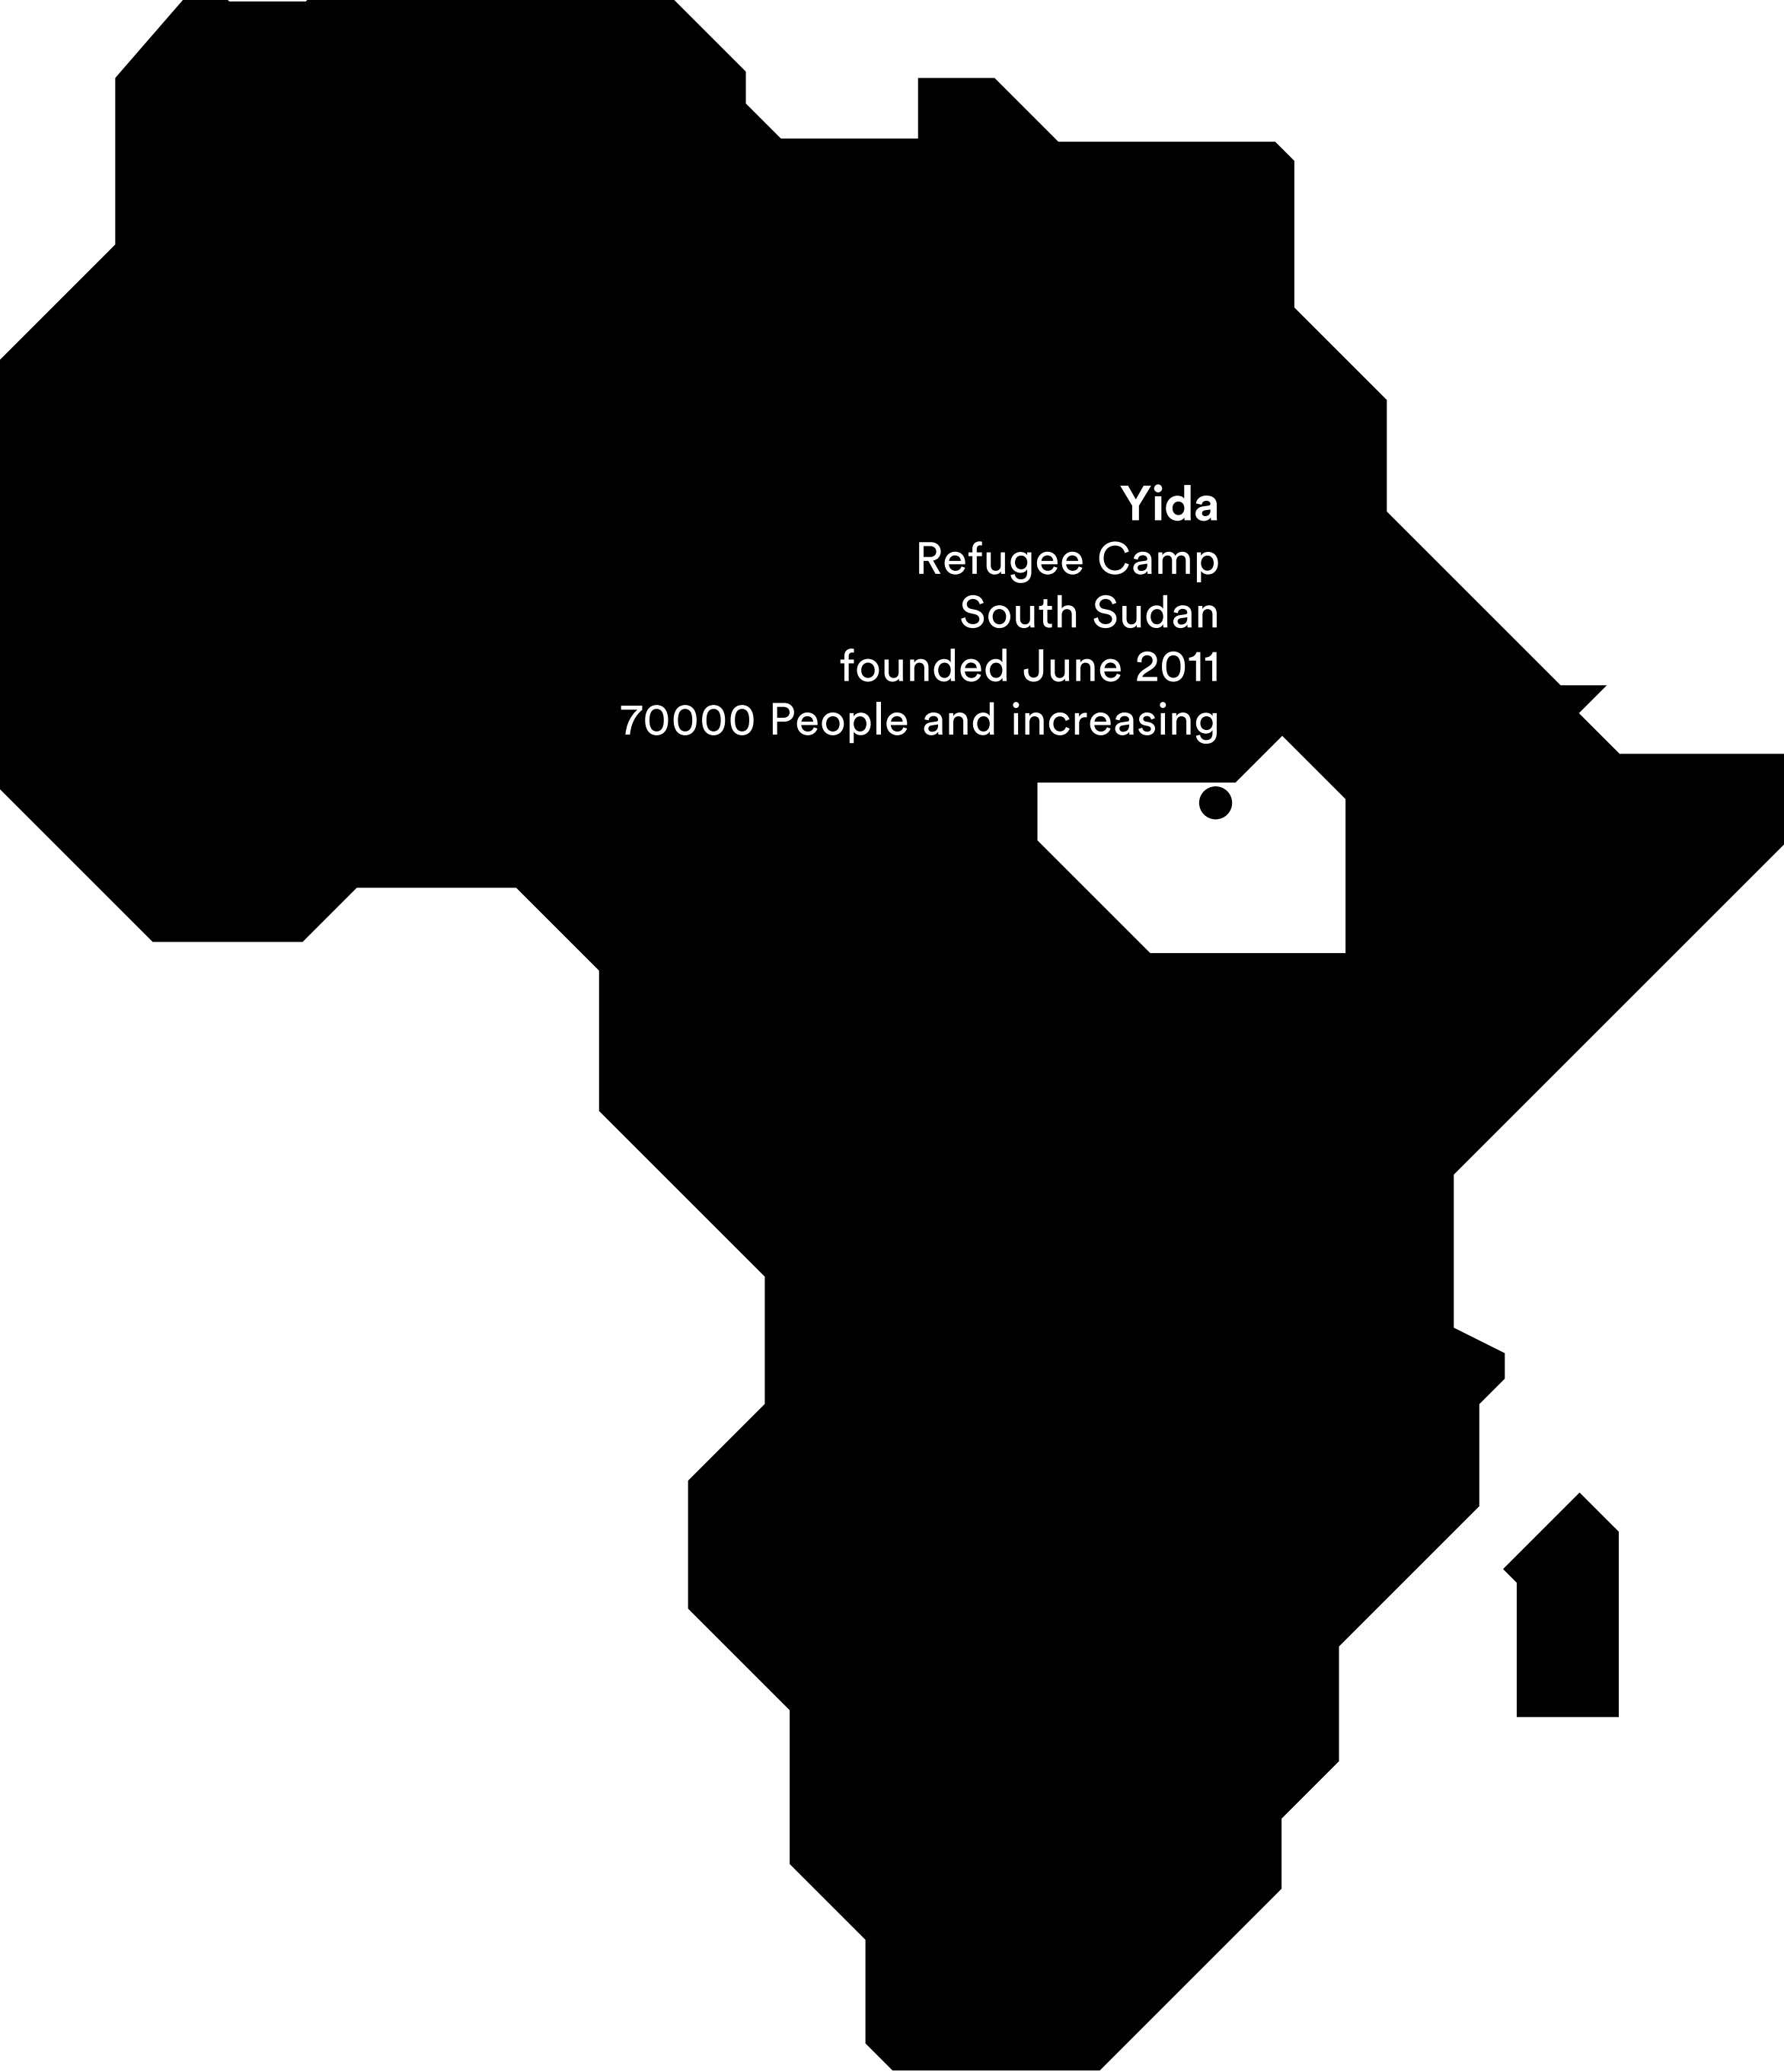 Yida
Refugee Camp
South Sudan
founded June 2011
70000 People and increasing